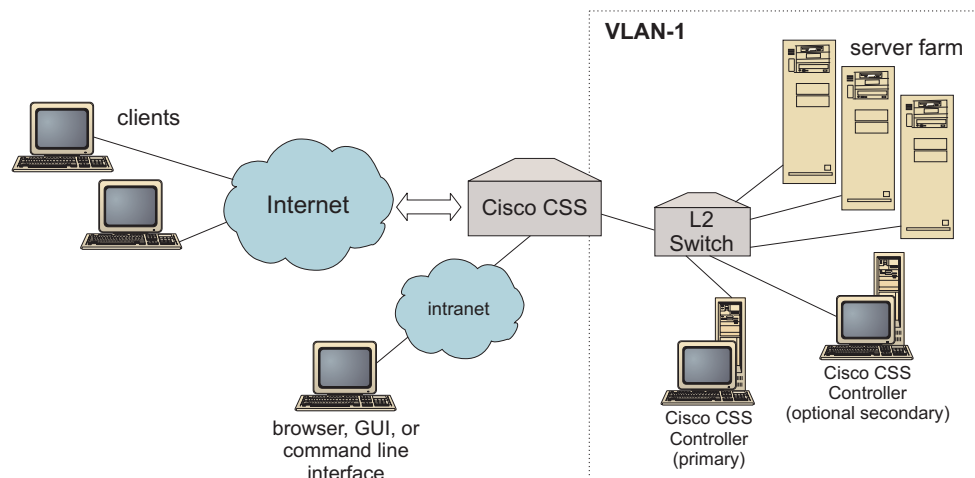 VLAN-1
server farm
clients
Internet
Cisco CSS
L2
Switch
intranet
browser, GUI, or
command line
interface
Cisco CSS
Controller
(primary)
Cisco CSS
Controller
(optional secondary)